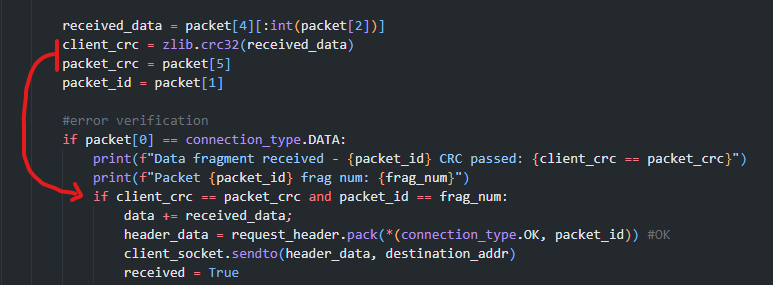 received_data = packet[4][:int(packet[2])]
client_crc = zlib.crc32(received_data)
packet_crc = packet[5]
packet_id = packet[1]
#error verification
if packet[0] == connection_type.DATA:
print(f"Data fragment received - {packet_id} CRC passed: {client_crc == packet_crc}")
print(f"Packet {packet_id} frag num: {frag_num}")
if client_crc == packet_crc and packet_id == frag_num:
data += received_data;
header_data = request_header.pack(*(connection_type.OK, packet_id)) #OK
client_socket.sendto(header_data, destination_addr)
received = True